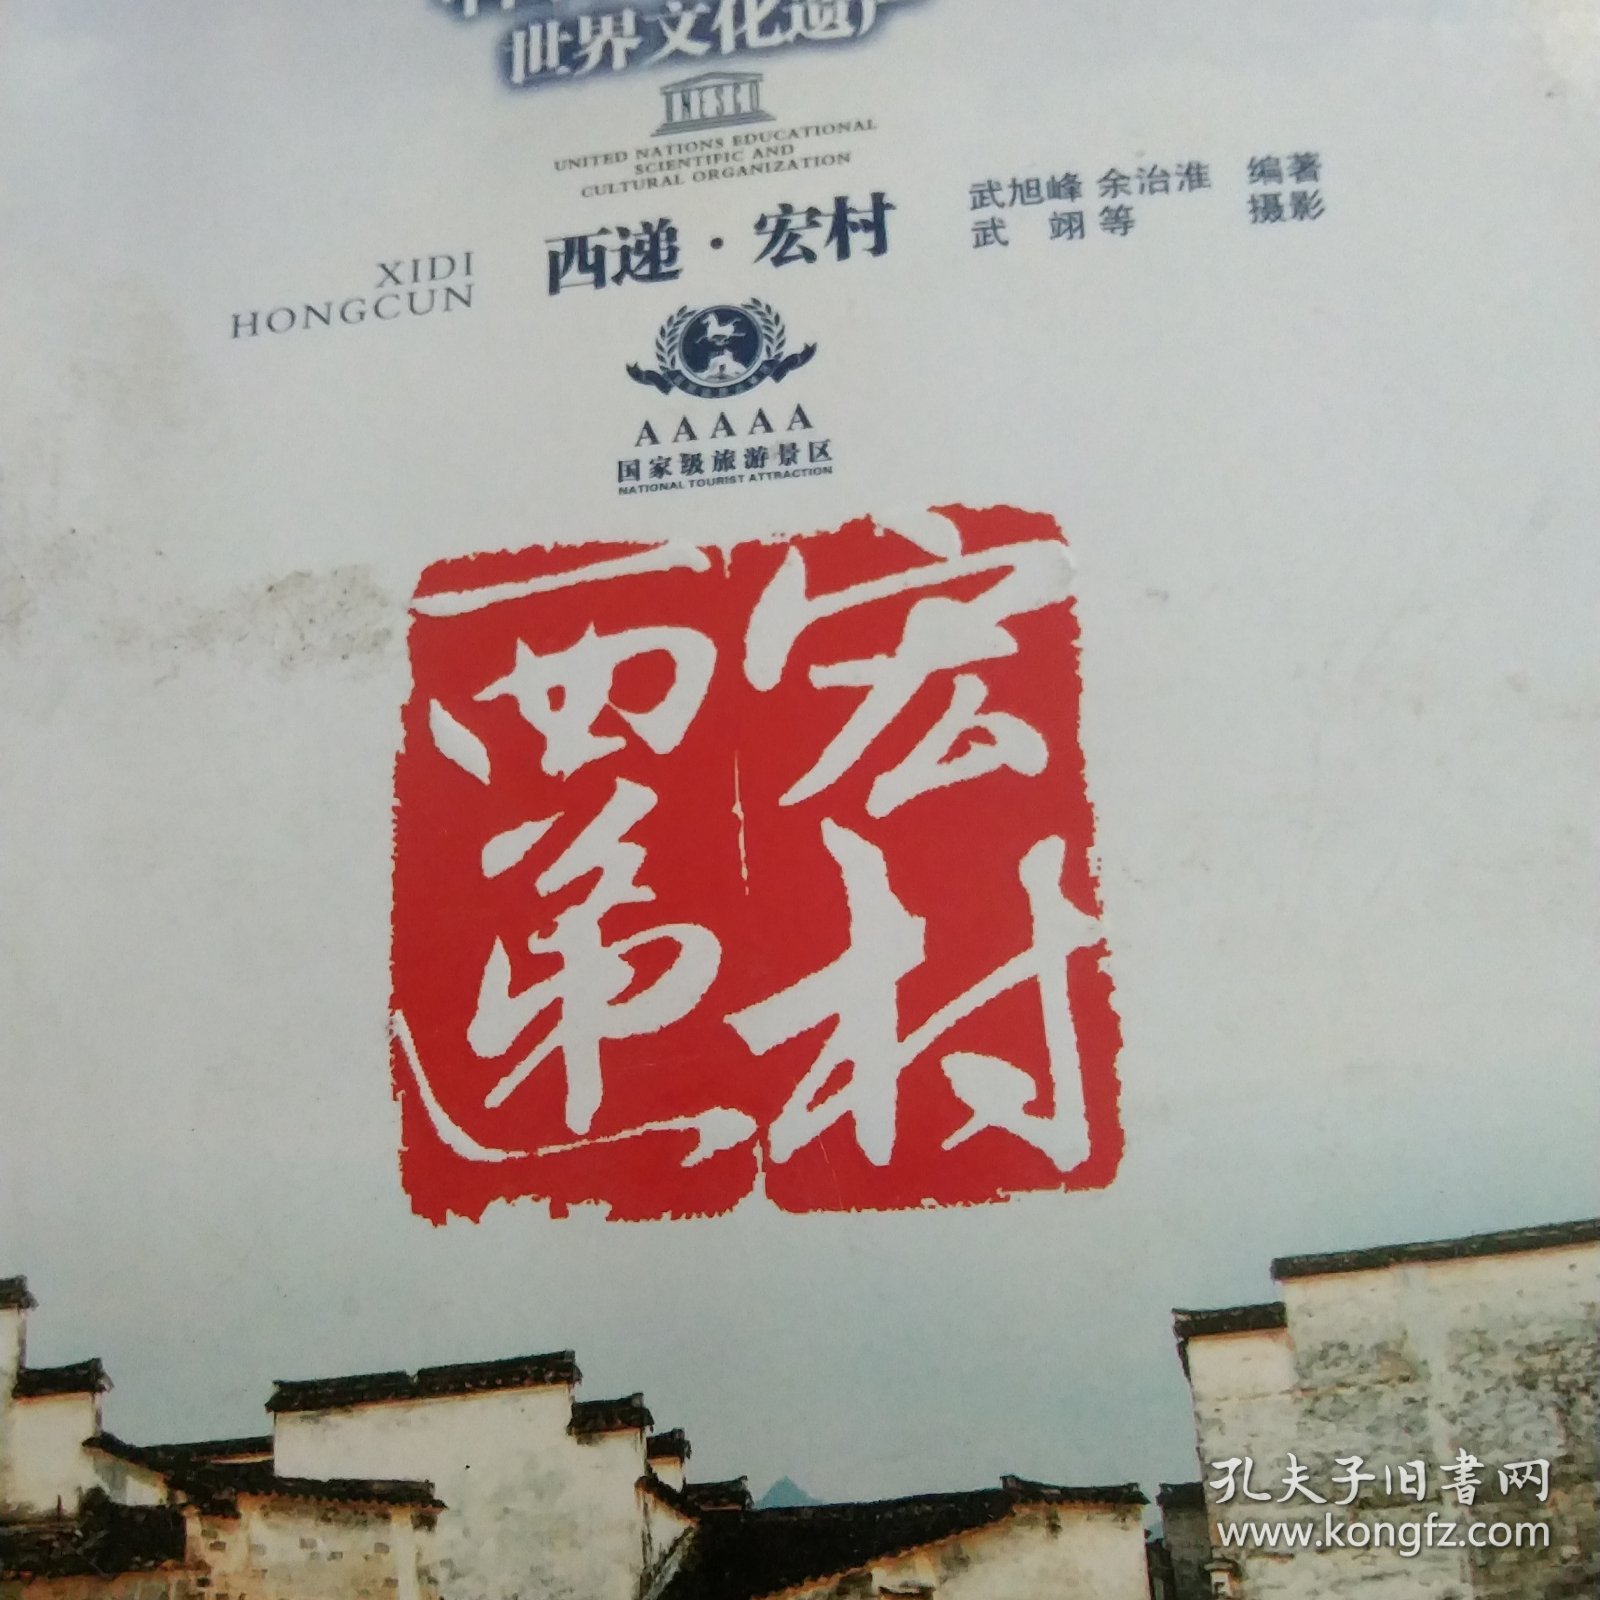 世界文化遗产
UNESCO
UNITED NATIONS EDUCATIONAL
SCIENTIFIC AND
CULTURAL ORGANIZATION
XIDI
HONGCUN
西递·宏村
武旭峰 余治淮 编著
武 翊 等 摄影
AAAAA
国家级旅游景区
NATIONAL TOURIST ATTRACTION
西递
宏村
孔夫子旧書网
www.kongfz.com